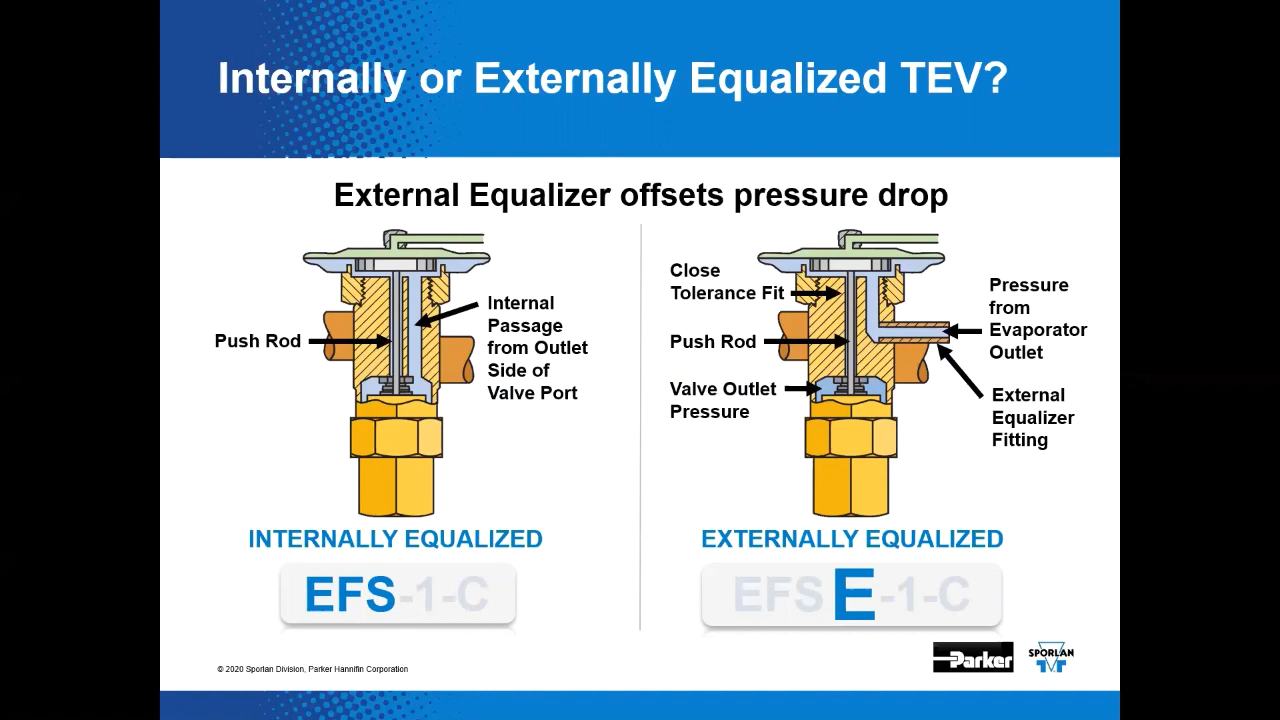 Internally or Externally Equalized TEV?
External Equalizer offsets pressure drop
Push Rod
Internal
Passage
from Outlet
Side of
Valve Port
INTERNALLY EQUALIZED
EFS-1-C
Close
Tolerance Fit
Push Rod
Valve Outlet
Pressure
Pressure
from
Evaporator
Outlet
External
Equalizer
Fitting
EXTERNALLY EQUALIZED
EFSE-1-C
© 2020 Sporlan Division, Parker Hannifin Corporation
Parker
SPORLAN